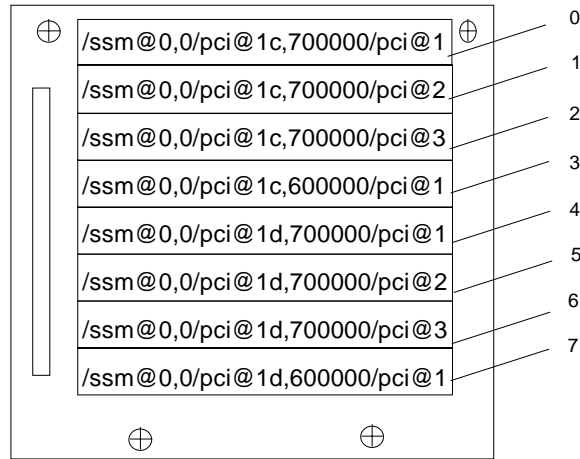 /ssm@0,0/pci@1c,700000/pci@1 0
/ssm@0,0/pci@1c,700000/pci@2 1
/ssm@0,0/pci@1c,700000/pci@3 2
/ssm@0,0/pci@1c,600000/pci@1 3
/ssm@0,0/pci@1d,700000/pci@1 4
/ssm@0,0/pci@1d,700000/pci@2 5
/ssm@0,0/pci@1d,700000/pci@3 6
/ssm@0,0/pci@1d,600000/pci@1 7